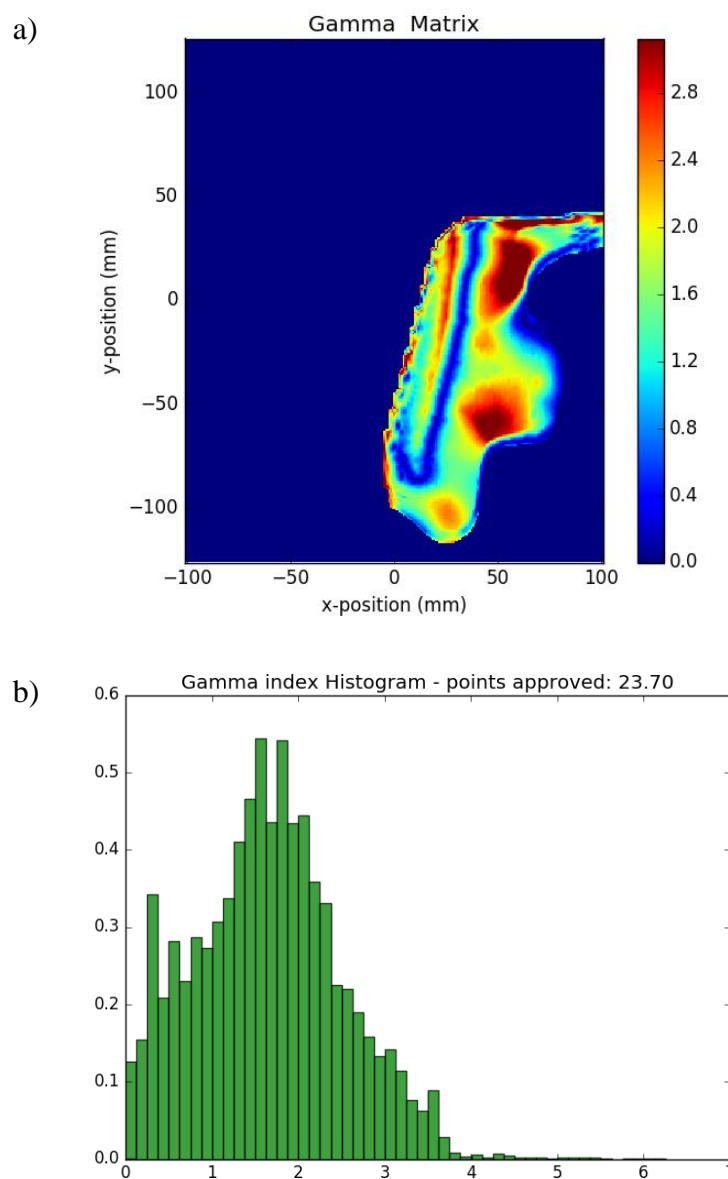 a)
Gamma Matrix
100
50
0
−50
−100
y-position (mm)
−100 −50 0 50 100
x-position (mm)
2.8
2.4
2.0
1.6
1.2
0.8
0.4
0.0
b)
Gamma index Histogram - points approved: 23.70
0.6
0.5
0.4
0.3
0.2
0.1
0.0
0 1 2 3 4 5 6 7